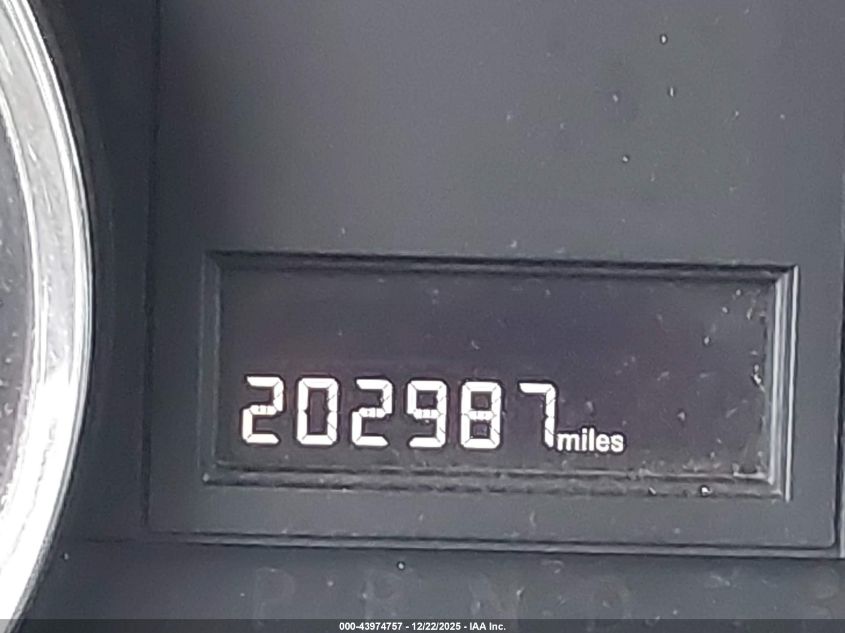 202987 miles
P R N D
000-43974757 - 12/22/2025 - IAA Inc.